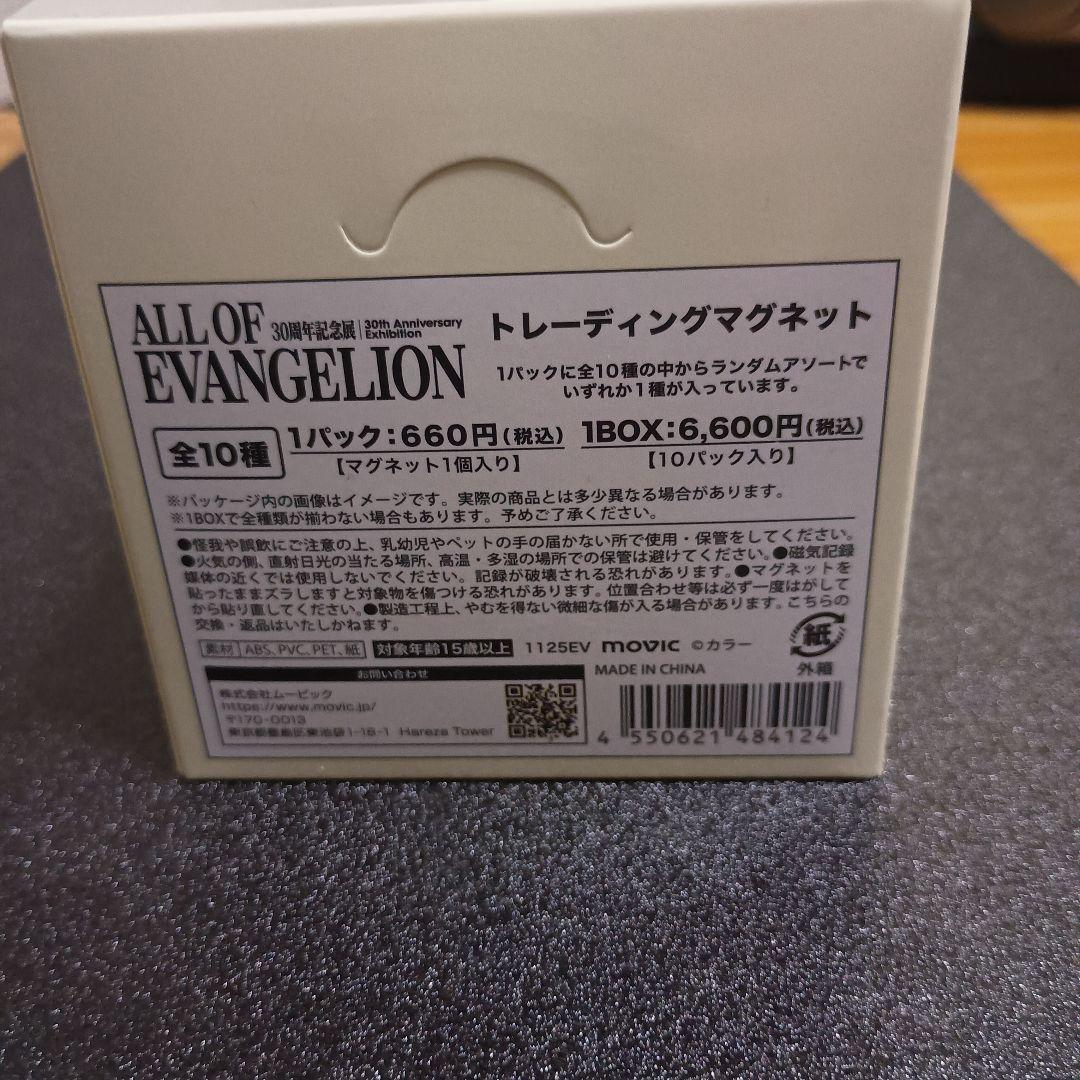 ALL OF
30周年記念展 | 30th Anniversary Exhibition
EVANGELION
トレーディングマグネット
1パックに全10種の中からランダムアソートで
いずれか1種が入っています。
全10種
1パック:660円(税込)
【マグネット1個入り】
1BOX:6,600円(税込)
【10パック入り】
※パッケージ内の画像はイメージです。実際の商品とは多少異なる場合があります。
※1BOXで全種類が揃わない場合もあります。予めご了承ください。
●怪我や誤飲にご注意の上、乳幼児やペットの手の届かない所で使用・保管をしてください。
●火気の側、直射日光の当たる場所、高温・多湿の場所での保管は避けてください。●磁気記録
媒体の近くでは使用しないでください。記録が破壊される恐れがあります。●マグネットを
貼ったままズラしますと対象物を傷つける恐れがあります。位置合わせ等は必ず一度はがして
から貼り直してください。●製造工程上、やむを得ない微細な傷が入る場合があります。こちらの
交換・返品はいたしかねます。
素材 ABS、PVC、PET、紙
対象年齢15歳以上
1125EV movic ©カラー
紙
外箱
お問い合わせ
株式会社ムービック
https://www.movic.jp/
〒170-0013
東京都豊島区東池袋1-18-1 Hareza Tower
MADE IN CHINA
4 550621 484124